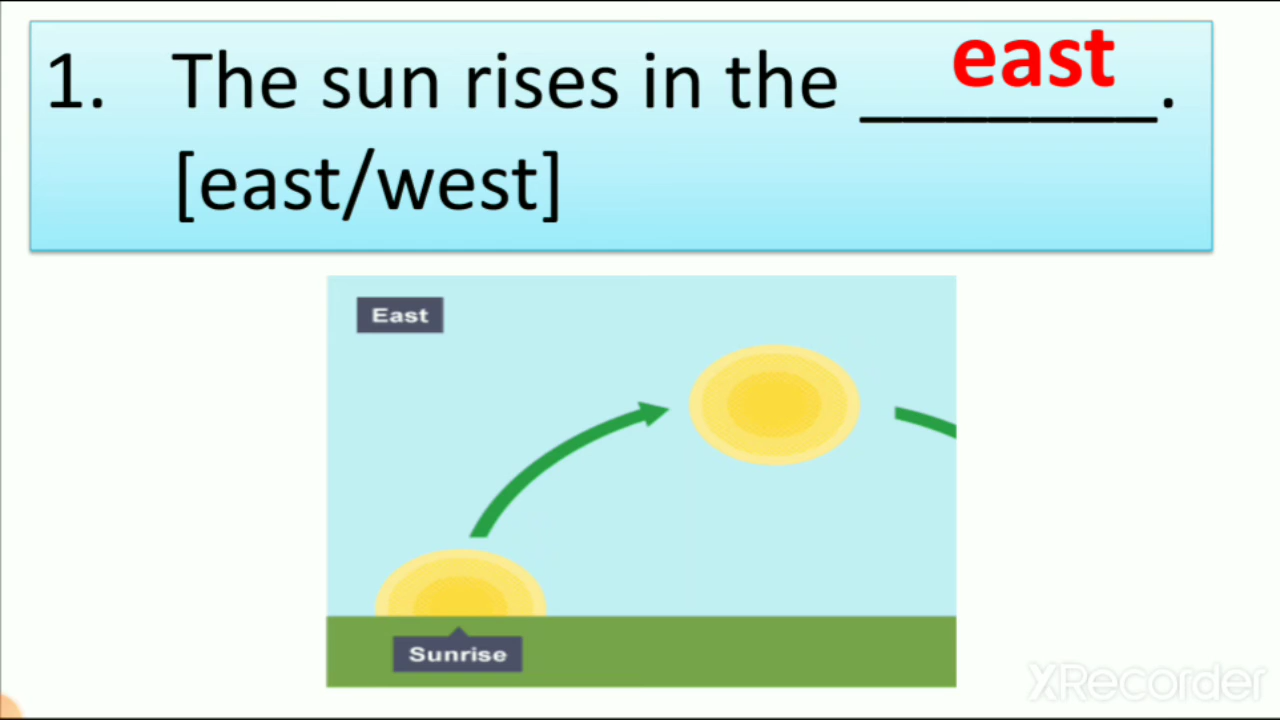 1. The sun rises in the east.
[east/west]
East
Sunrise
XRecorder